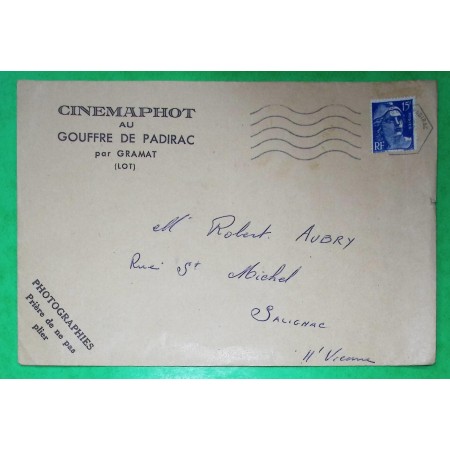 CINEMAPHOT
AU
GOUFFRE DE PADIRAC
par GRAMAT
(LOT)
15F
RF
Mr Robert AUBRY
Rue St Michel
SALIGNAC
Hte Vienne
PHOTOGRAPHIES
Prière de ne pas
plier